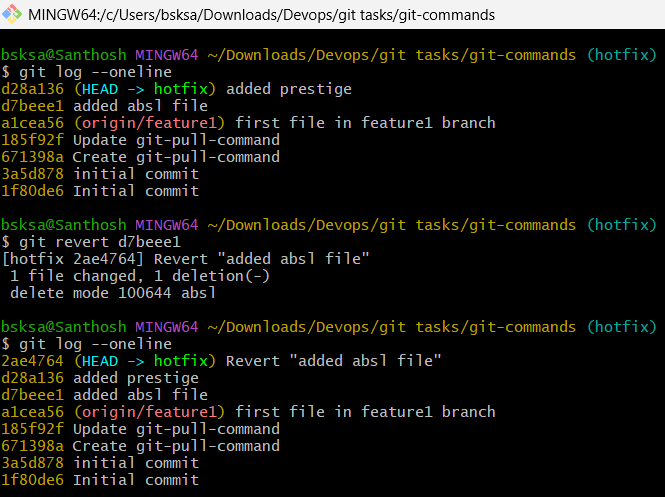 MINGW64:/c/Users/bsksa/Downloads/Devops/git tasks/git-commands
bsksa@Santhosh MINGW64 ~/Downloads/Devops/git tasks/git-commands (hotfix)
$ git log --oneline
d28a136 (HEAD -> hotfix) added prestige
d7beee1 added absl file
a1cea56 (origin/feature1) first file in feature1 branch
185f92f Update git-pull-command
671398a Create git-pull-command
3a5d878 initial commit
1f80de6 Initial commit
bsksa@Santhosh MINGW64 ~/Downloads/Devops/git tasks/git-commands (hotfix)
$ git revert d7beee1
[hotfix 2ae4764] Revert "added absl file"
 1 file changed, 1 deletion(-)
 delete mode 100644 absl
bsksa@Santhosh MINGW64 ~/Downloads/Devops/git tasks/git-commands (hotfix)
$ git log --oneline
2ae4764 (HEAD -> hotfix) Revert "added absl file"
d28a136 added prestige
d7beee1 added absl file
a1cea56 (origin/feature1) first file in feature1 branch
185f92f Update git-pull-command
671398a Create git-pull-command
3a5d878 initial commit
1f80de6 Initial commit